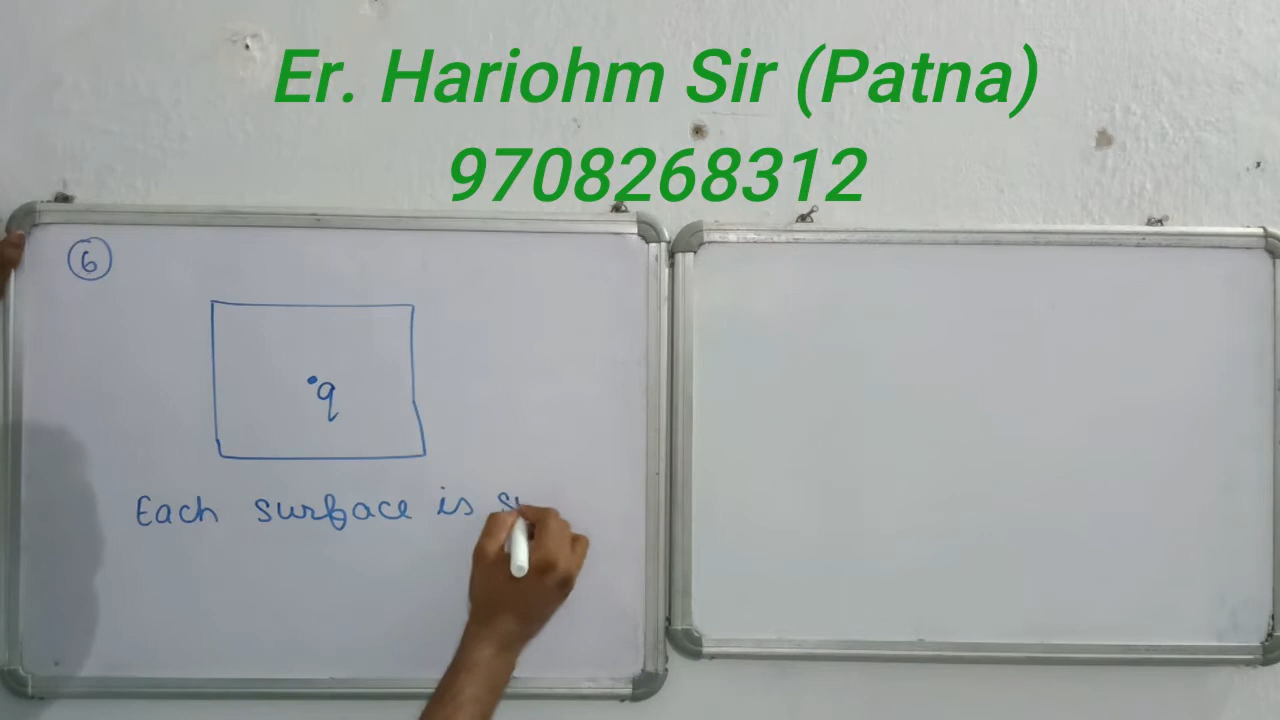 Er. Hariohm Sir (Patna)
9708268312
6
q
Each surface is